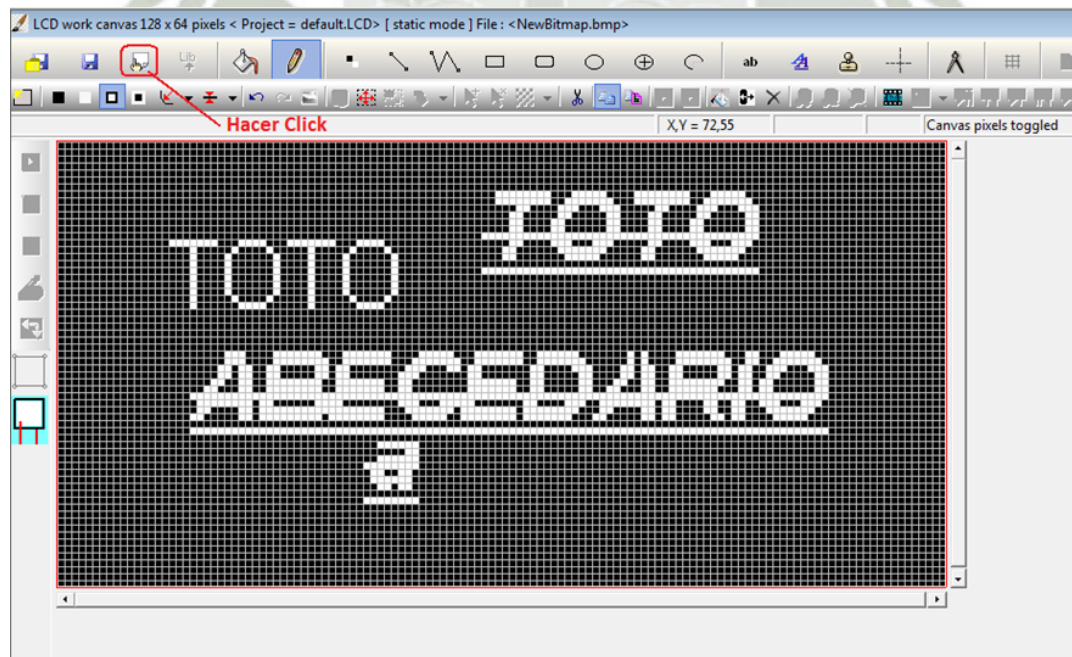 LCD work canvas 128 x 64 pixels < Project = default.LCD> [ static mode ] File : <NewBitmap.bmp>
Lib
ab
A
Hacer Click
X,Y = 72,55
Canvas pixels toggled
TOTO
TOTO
ABECEDARIO
a